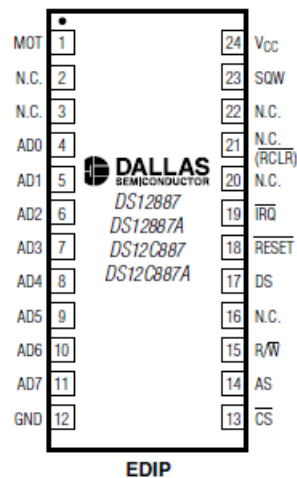 MOT 1 24 VCC
N.C. 2 23 SQW
N.C. 3 22 N.C.
AD0 4 21 N.C.
(RCLR)
AD1 5 20 N.C.
DALLAS
SEMICONDUCTOR
DS12887
DS12887A
DS12C887
DS12C887A
AD2 6 19 IRQ
AD3 7 18 RESET
AD4 8 17 DS
AD5 9 16 N.C.
AD6 10 15 R/W
AD7 11 14 AS
GND 12 13 CS
EDIP